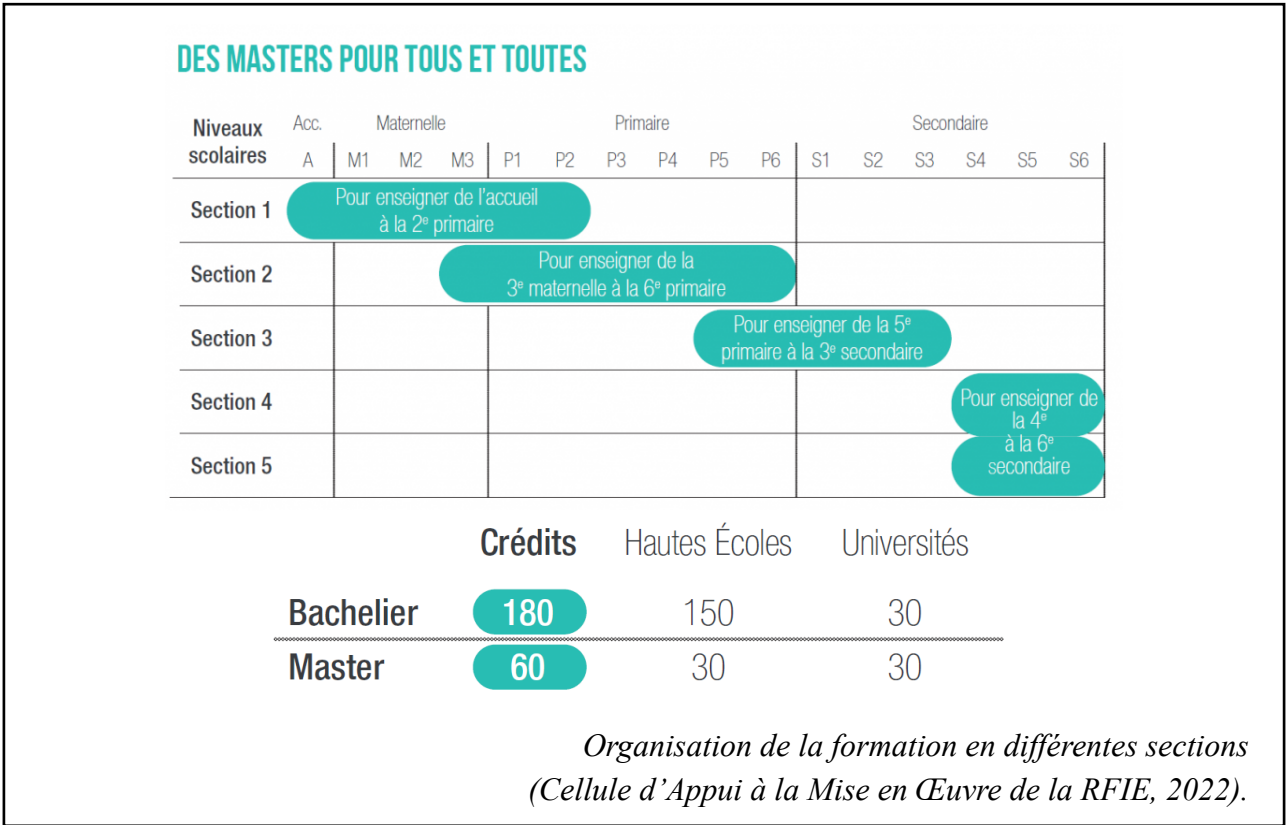 DES MASTERS POUR TOUS ET TOUTES
Niveaux scolaires
Acc. Maternelle Primaire Secondaire
A M1 M2 M3 P1 P2 P3 P4 P5 P6 S1 S2 S3 S4 S5 S6
Section 1
Pour enseigner de l'accueil
à la 2e primaire
Section 2
Pour enseigner de la
3e maternelle à la 6e primaire
Section 3
Pour enseigner de la 5e
primaire à la 3e secondaire
Section 4
Pour enseigner de
la 4e
à la 6e
secondaire
Section 5
Crédits Hautes Écoles Universités
Bachelier 180 150 30
Master 60 30 30
Organisation de la formation en différentes sections
(Cellule d'Appui à la Mise en Œuvre de la RFIE, 2022).